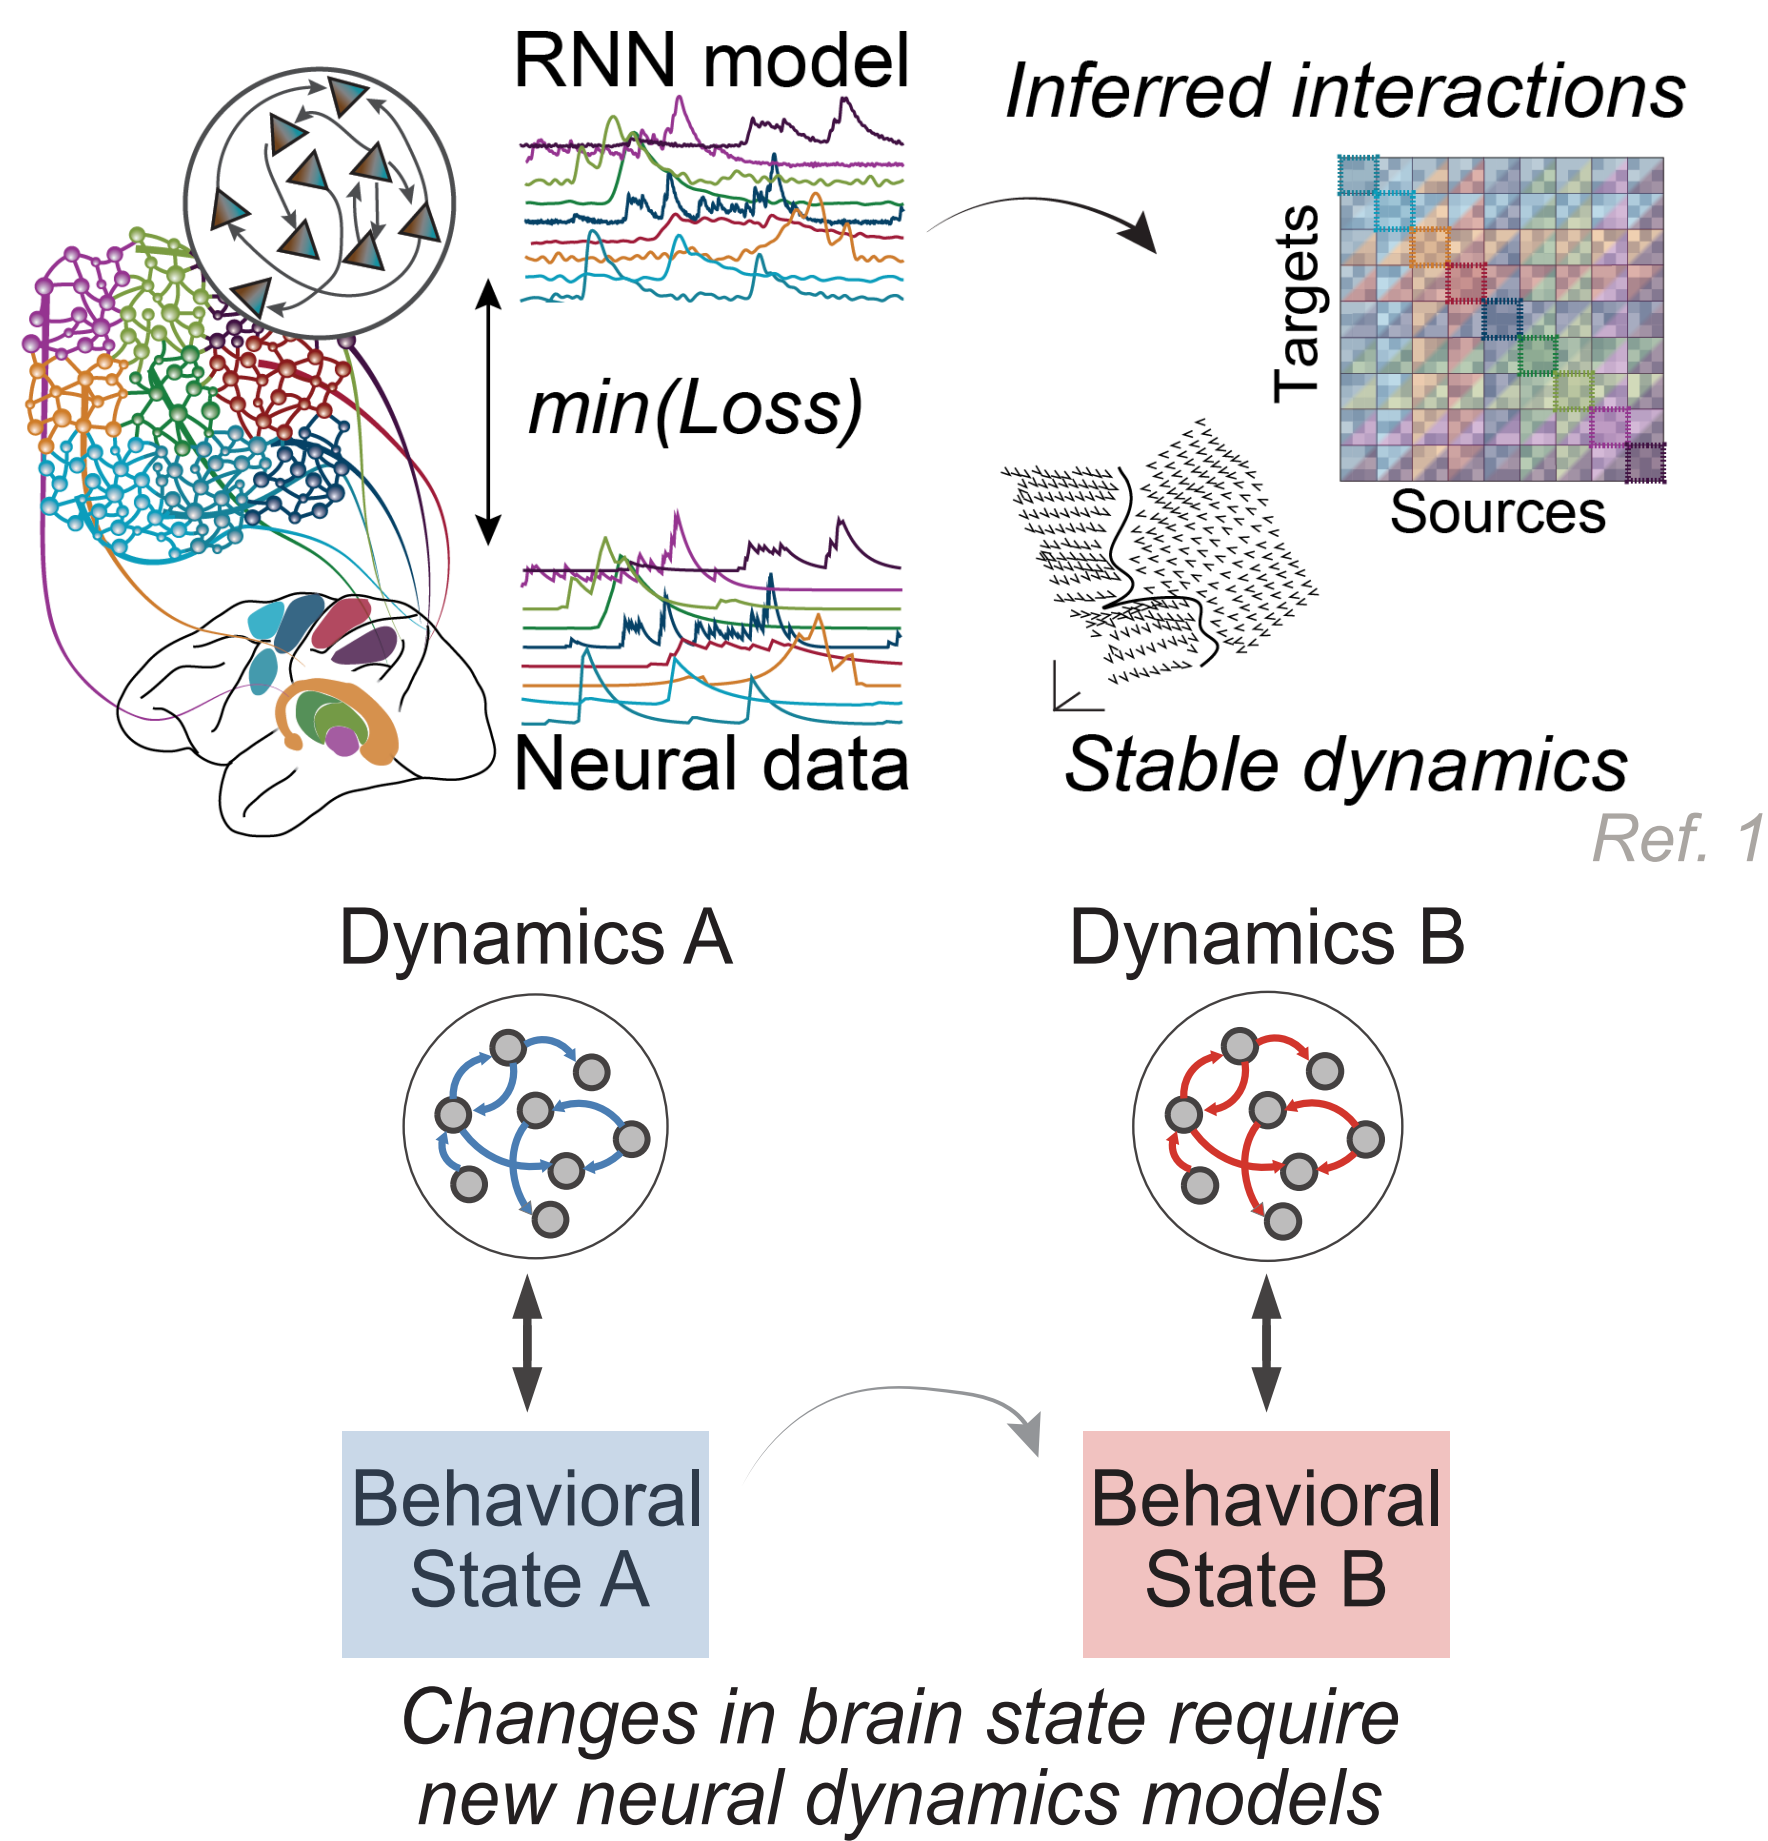 RNN model
Inferred interactions
Targets
Sources
min(Loss)
Neural data
Stable dynamics
Ref. 1
Dynamics A
Dynamics B
Behavioral
State A
Behavioral
State B
Changes in brain state require
new neural dynamics models